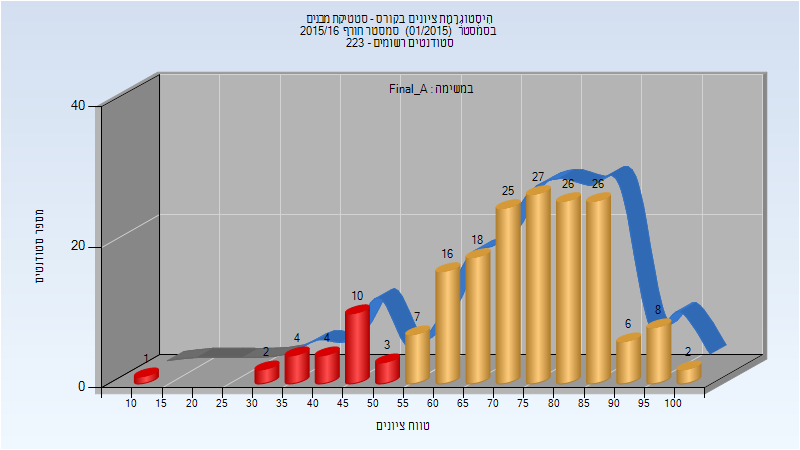 היסטוגרמת ציונים בקורס - סטטיקת מבנים
בסמסטר (01/2015) סמסטר חורף 2015/16
סטודנטים רשומים - 223
במשימה : Final_A
מספר סטודנטים
40
20
0
1
2
4
4
10
3
7
16
18
25
27
26
26
6
8
2
10 15 20 25 30 35 40 45 50 55 60 65 70 75 80 85 90 95 100
טווח ציונים